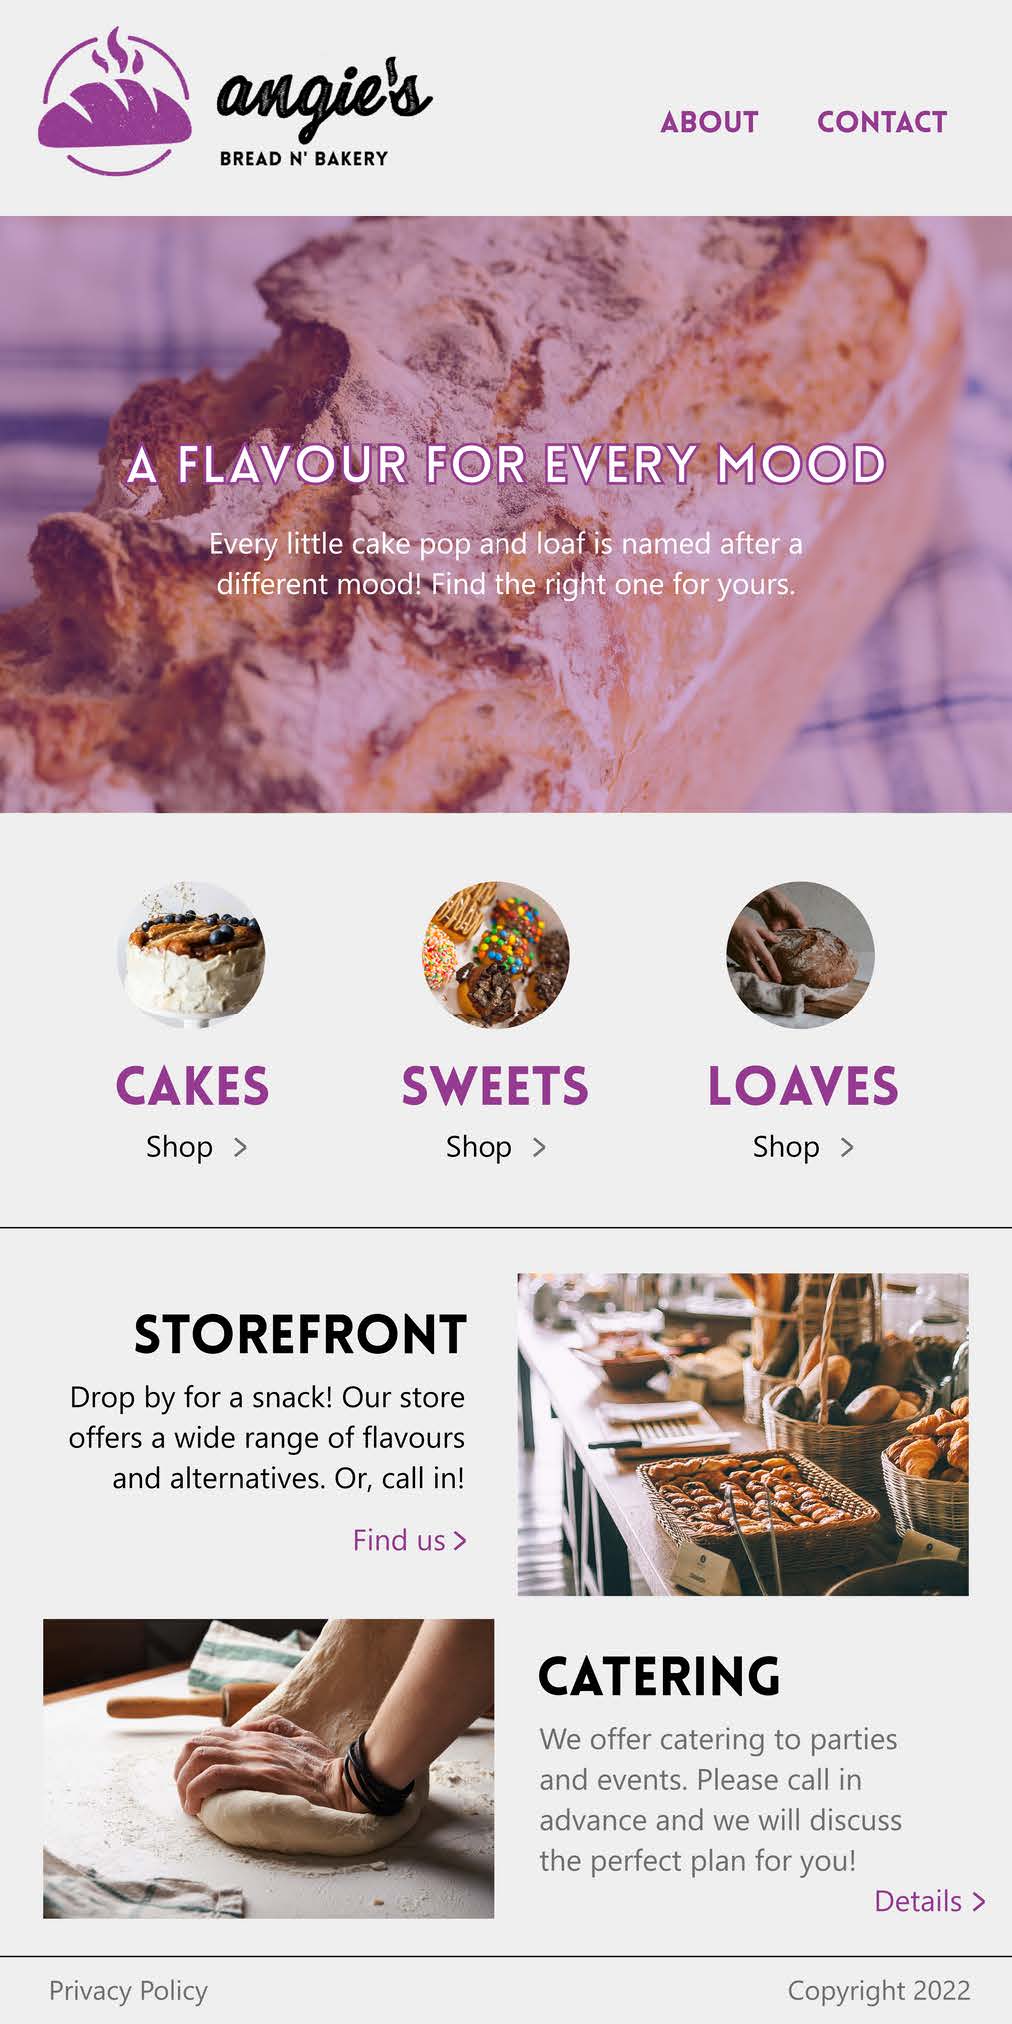 angie's
BREAD N' BAKERY
ABOUT CONTACT
A FLAVOUR FOR EVERY MOOD
Every little cake pop and loaf is named after a
different mood! Find the right one for yours.
CAKES SWEETS LOAVES
Shop > Shop > Shop >
STOREFRONT
Drop by for a snack! Our store
offers a wide range of flavours
and alternatives. Or, call in!
Find us >
CATERING
We offer catering to parties
and events. Please call in
advance and we will discuss
the perfect plan for you!
Details >
Privacy Policy Copyright 2022